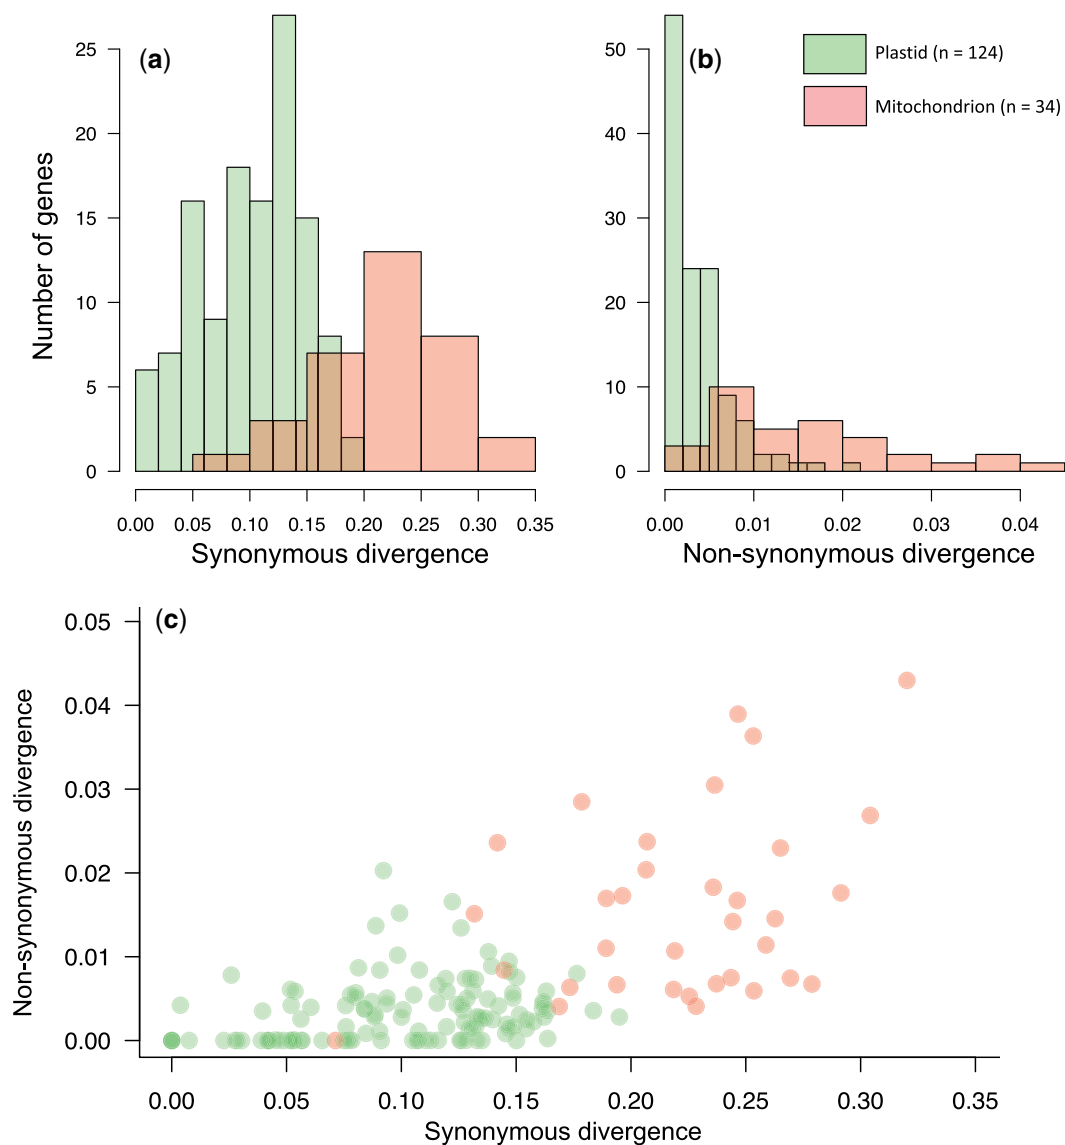 (a)
25
20
15
10
5
0
Number of genes
0.00 0.05 0.10 0.15 0.20 0.25 0.30 0.35
Synonymous divergence
(b)
50
40
30
20
10
0
Plastid (n = 124)
Mitochondrion (n = 34)
0.00 0.01 0.02 0.03 0.04
Non-synonymous divergence
(c)
0.05
0.04
0.03
0.02
0.01
0.00
Non-synonymous divergence
0.00 0.05 0.10 0.15 0.20 0.25 0.30 0.35
Synonymous divergence